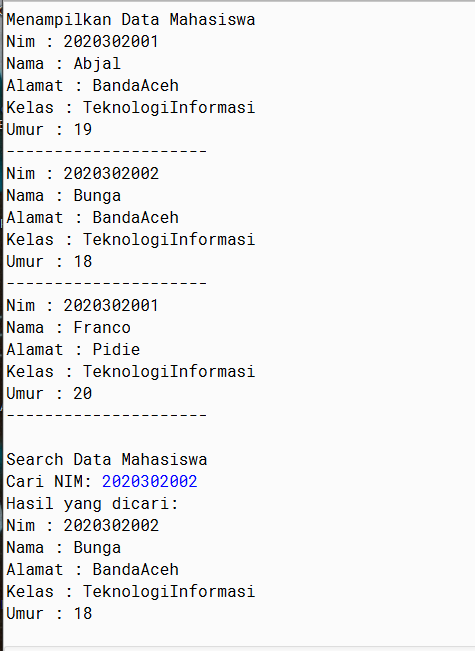 Menampilkan Data Mahasiswa
Nim : 2020302001
Nama : Abjal
Alamat : BandaAceh
Kelas : TeknologiInformasi
Umur : 19
---------------------
Nim : 2020302002
Nama : Bunga
Alamat : BandaAceh
Kelas : TeknologiInformasi
Umur : 18
---------------------
Nim : 2020302001
Nama : Franco
Alamat : Pidie
Kelas : TeknologiInformasi
Umur : 20
---------------------
Search Data Mahasiswa
Cari NIM: 2020302002
Hasil yang dicari:
Nim : 2020302002
Nama : Bunga
Alamat : BandaAceh
Kelas : TeknologiInformasi
Umur : 18